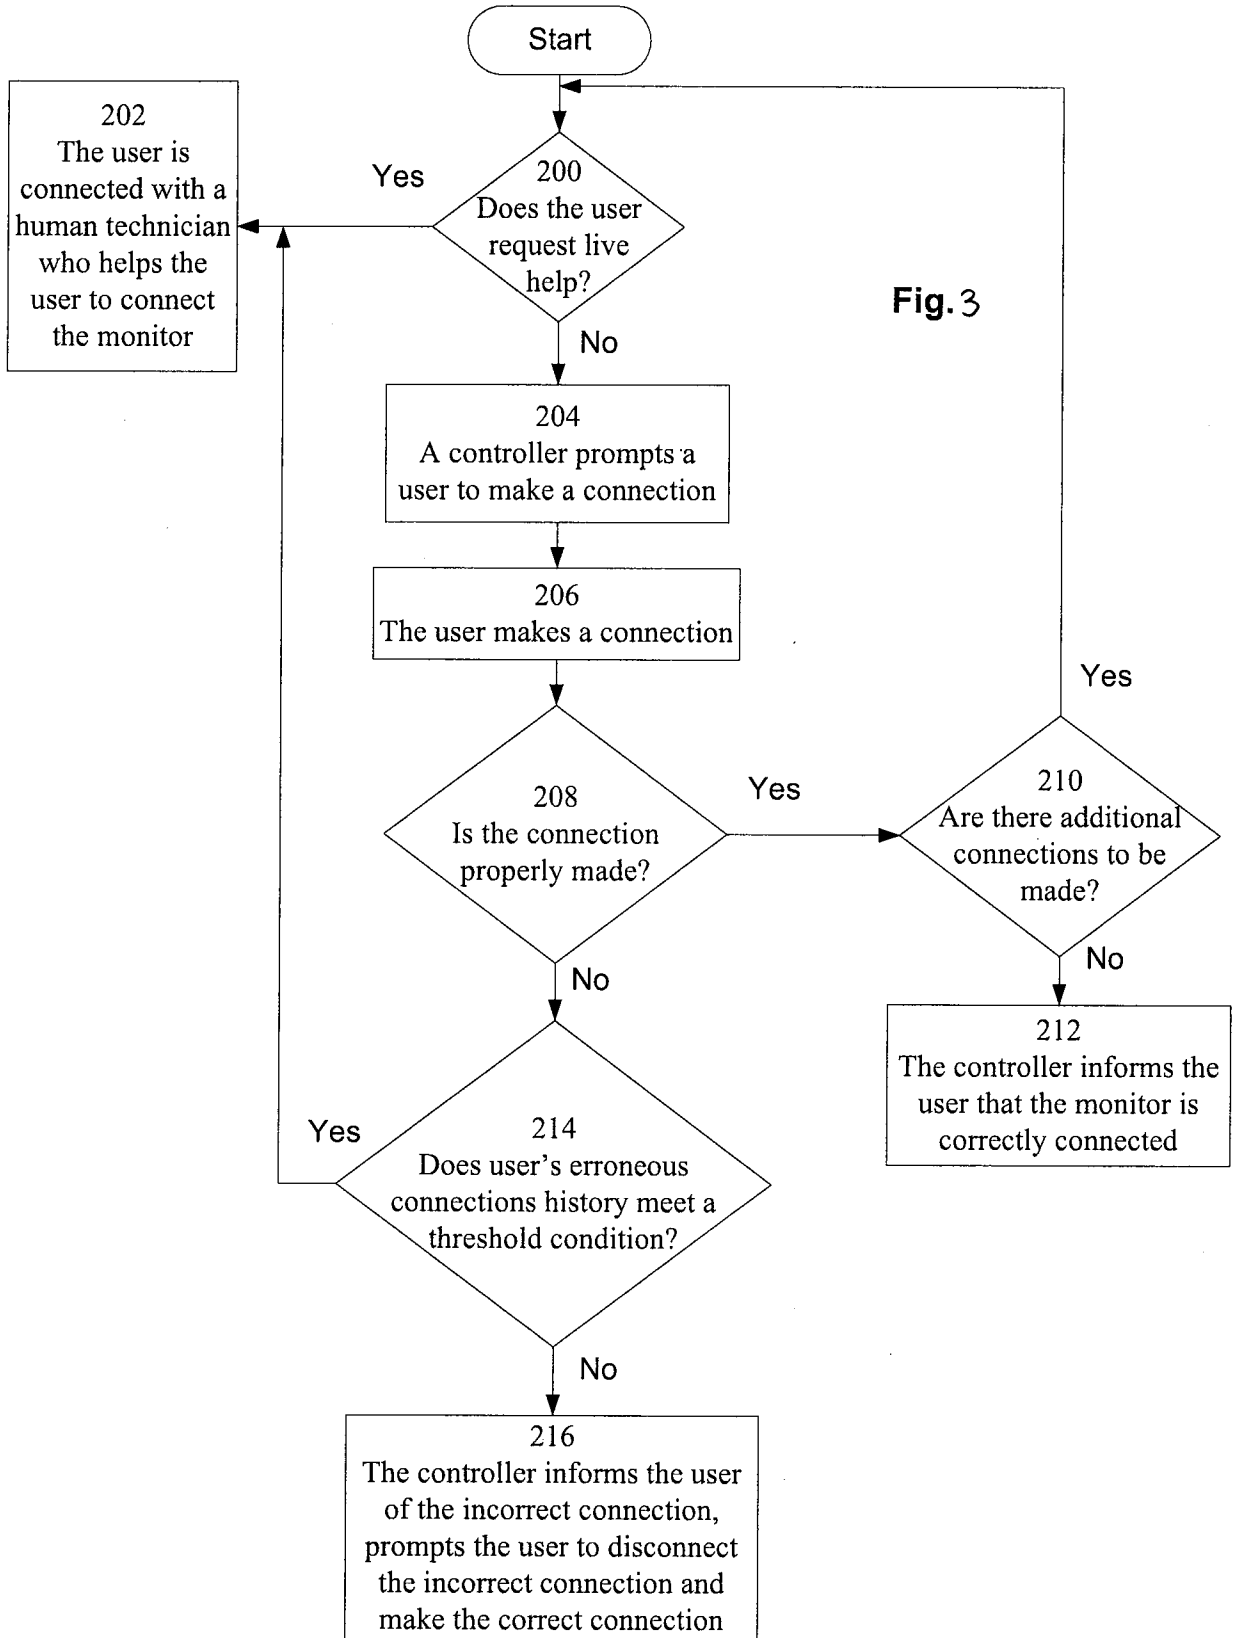 Start
202
The user is
connected with a
human technician
who helps the
user to connect
the monitor
Yes
200
Does the user
request live
help?
Fig. 3
No
204
A controller prompts a
user to make a connection
206
The user makes a connection
Yes
208
Is the connection
properly made?
Yes
210
Are there additional
connections to be
made?
No
No
212
The controller informs the
user that the monitor is
correctly connected
Yes
214
Does user's erroneous
connections history meet a
threshold condition?
No
216
The controller informs the user
of the incorrect connection,
prompts the user to disconnect
the incorrect connection and
make the correct connection